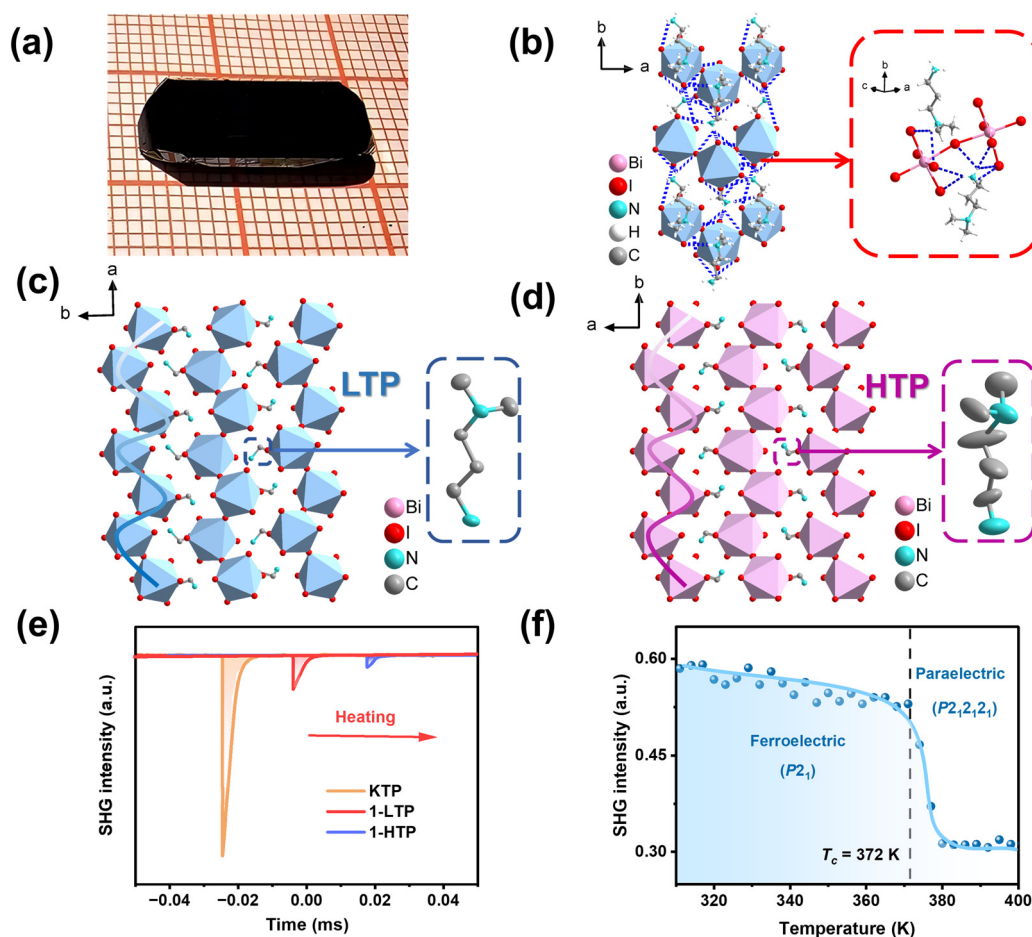 (a)
(b)
b
a
Bi
I
N
H
C
b
c
a
(c)
a
b
LTP
Bi
I
N
C
(d)
b
a
HTP
Bi
I
N
C
(e)
SHG intensity (a.u.)
Heating
KTP
1-LTP
1-HTP
−0.04
−0.02
0.00
0.02
0.04
Time (ms)
(f)
SHG intensity (a.u.)
0.60
0.45
0.30
Paraelectric
(P2₁2₁2₁)
Ferroelectric
(P2₁)
T꜀ = 372 K
320
340
360
380
400
Temperature (K)